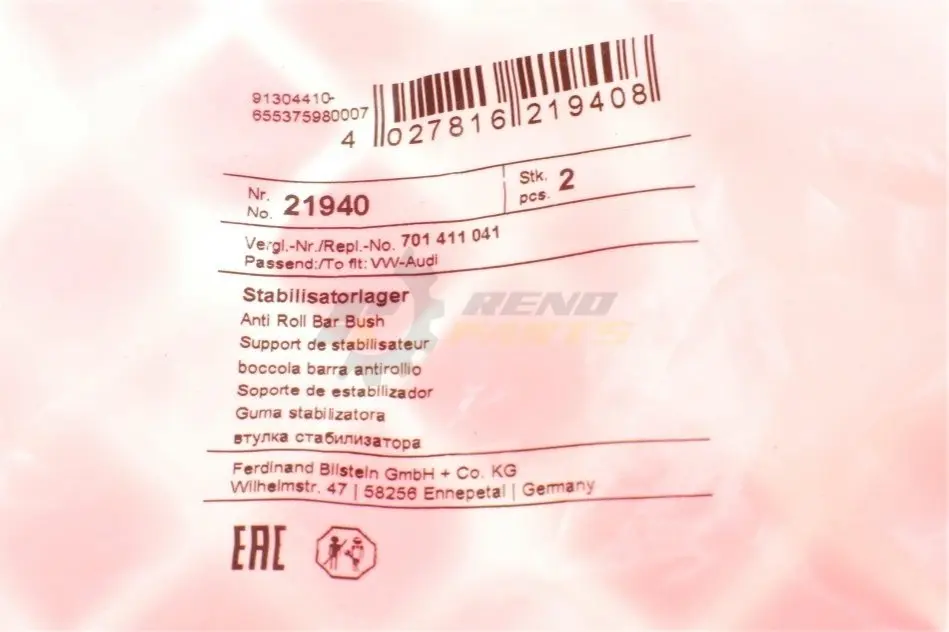 91304410-
655375980007
4 027816 219408
Nr.
No. 21940
Stk.
pcs. 2
Vergl.-Nr./Repl.-No. 701 411 041
Passend:/To fit: VW-Audi
Stabilisatorlager
Anti Roll Bar Bush
Support de stabilisateur
boccola barra antirollio
Soporte de estabilizador
Guma stabilizatora
втулка стабилизатора
Ferdinand Bilstein GmbH + Co. KG
Wilhelmstr. 47 | 58256 Ennepetal | Germany
EAC
RENO
PARTS